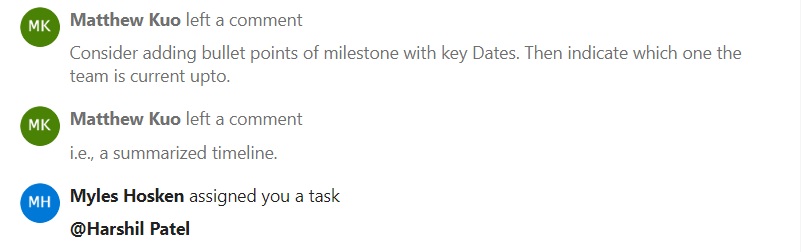 MK
Matthew Kuo left a comment
Consider adding bullet points of milestone with key Dates. Then indicate which one the
team is current upto.
MK
Matthew Kuo left a comment
i.e., a summarized timeline.
MH
Myles Hosken assigned you a task
@Harshil Patel